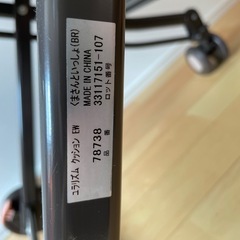 ユラリズム クッション EW
78738
品 番
くまさんといっしょ(BR)
MADE IN CHINA
33117151-107
ロット番号